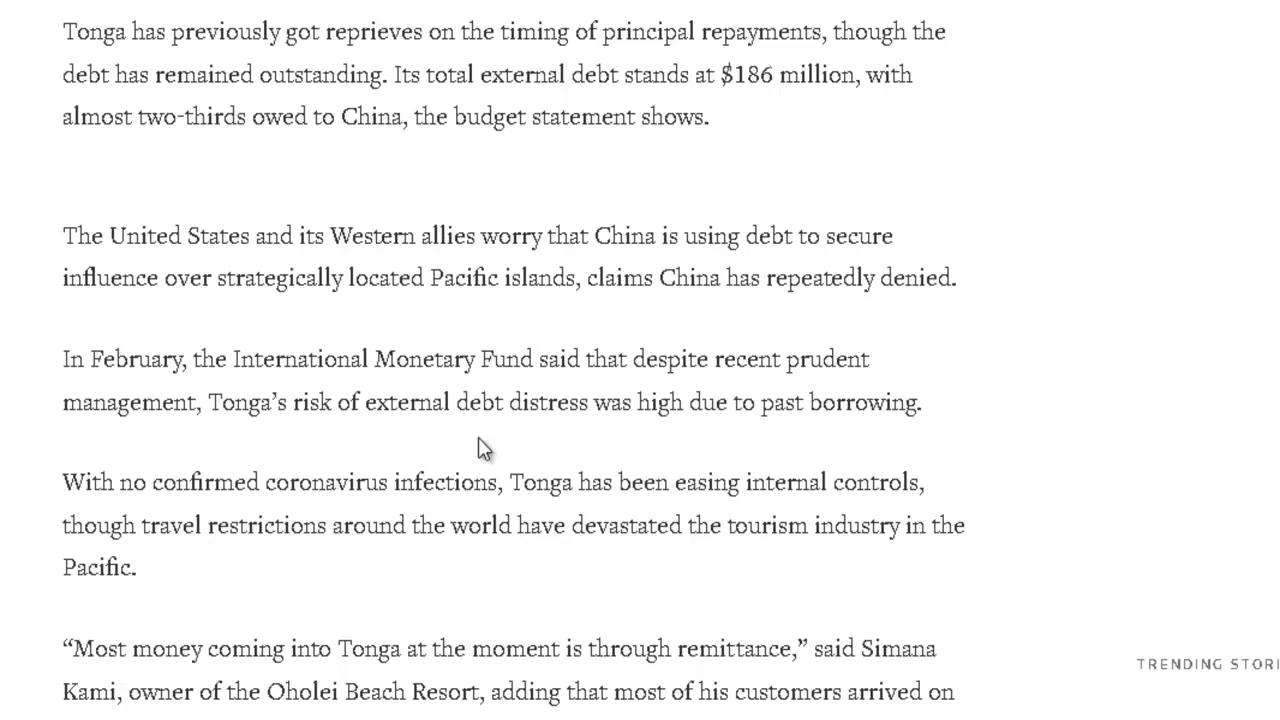 Tonga has previously got reprieves on the timing of principal repayments, though the
debt has remained outstanding. Its total external debt stands at $186 million, with
almost two-thirds owed to China, the budget statement shows.
The United States and its Western allies worry that China is using debt to secure
influence over strategically located Pacific islands, claims China has repeatedly denied.
In February, the International Monetary Fund said that despite recent prudent
management, Tonga’s risk of external debt distress was high due to past borrowing.
With no confirmed coronavirus infections, Tonga has been easing internal controls,
though travel restrictions around the world have devastated the tourism industry in the
Pacific.
“Most money coming into Tonga at the moment is through remittance,” said Simana
Kami, owner of the Oholei Beach Resort, adding that most of his customers arrived on
TRENDING STORI